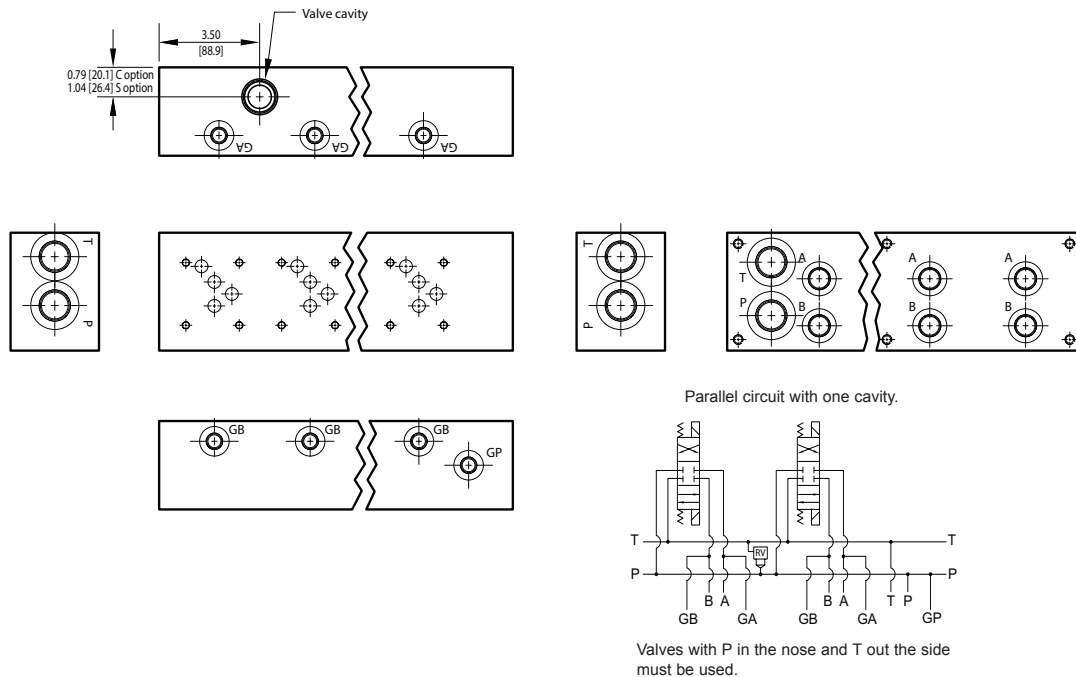 Valve cavity
3.50
[88.9]
0.79 [20.1] C option
1.04 [26.4] S option
GA GA GA
T
P
T
P
T
P
A
B
A
B
A
B
GB GB GB
GP
Parallel circuit with one cavity.
T RV T
P P
B A B A T P
GB GA GB GA GP
Valves with P in the nose and T out the side
must be used.